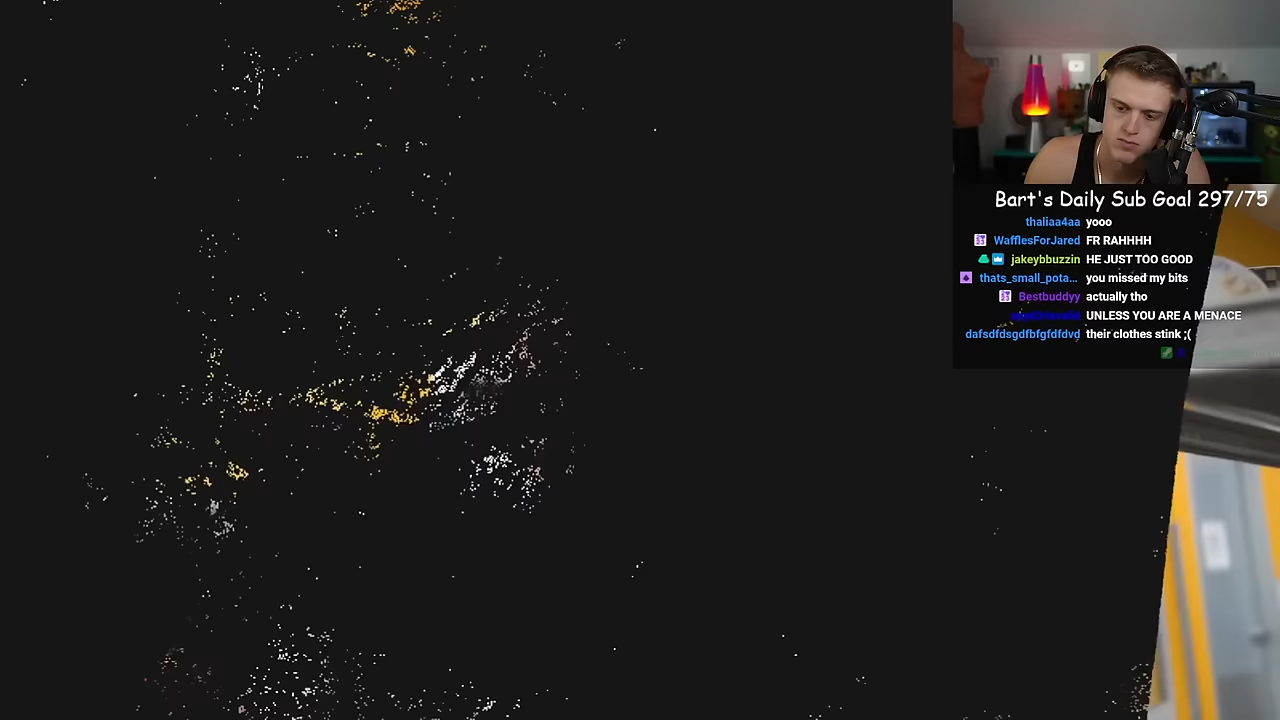 Bart's Daily Sub Goal 297/75
thaliaa4aa yooo
WafflesForJared FR RAHHHH
jakeybbuzzin HE JUST TOO GOOD
thats_small_pota... you missed my bits
Bestbuddyy actually tho
UNLESS YOU ARE A MENACE
dafsdfdsgdfbfgfdfdvd their clothes stink ;(